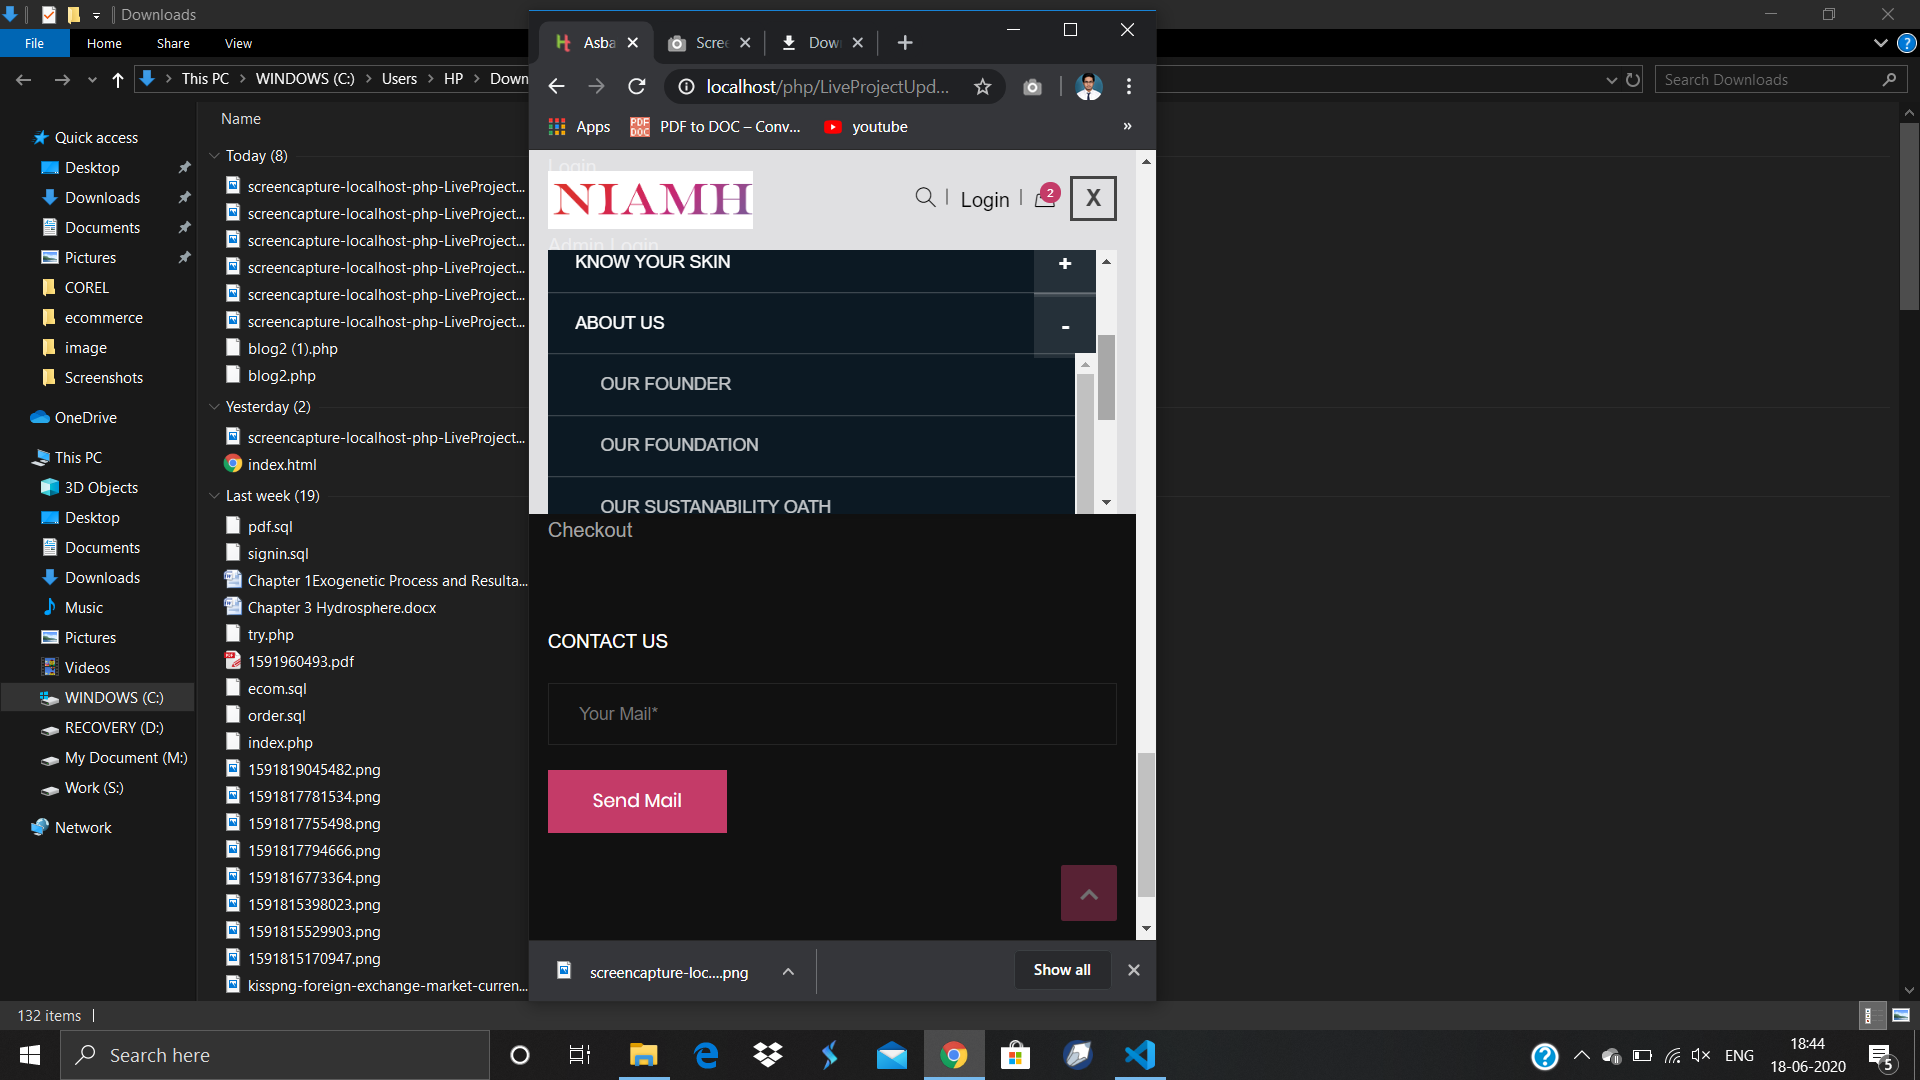 Downloads
File
Home
Share
View
This PC
WINDOWS (C:)
Users
HP
Down
Search Downloads
Quick access
Desktop
Downloads
Documents
Pictures
COREL
ecommerce
image
Screenshots
OneDrive
This PC
3D Objects
Desktop
Documents
Downloads
Music
Pictures
Videos
WINDOWS (C:)
RECOVERY (D:)
My Document (M:)
Work (S:)
Network
Name
Today (8)
screencapture-localhost-php-LiveProject...
screencapture-localhost-php-LiveProject...
screencapture-localhost-php-LiveProject...
screencapture-localhost-php-LiveProject...
screencapture-localhost-php-LiveProject...
screencapture-localhost-php-LiveProject...
blog2 (1).php
blog2.php
Yesterday (2)
screencapture-localhost-php-LiveProject...
index.html
Last week (19)
pdf.sql
signin.sql
Chapter 1Exogenetic Process and Resulta...
Chapter 3 Hydrosphere.docx
try.php
1591960493.pdf
ecom.sql
order.sql
index.php
1591819045482.png
1591817781534.png
1591817755498.png
1591817794666.png
1591816773364.png
1591815398023.png
1591815529903.png
1591815170947.png
kisspng-foreign-exchange-market-curren...
132 items
Asba
Scree
Down
localhost/php/LiveProjectUpd...
Apps
PDF to DOC – Conv...
youtube
»
Login
NIAMH
Login
2
X
Admin Login
KNOW YOUR SKIN
+
ABOUT US
-
OUR FOUNDER
OUR FOUNDATION
OUR SUSTANABILITY OATH
Checkout
CONTACT US
Your Mail*
Send Mail
screencapture-loc....png
Show all
Search here
ENG
18:44
18-06-2020
5